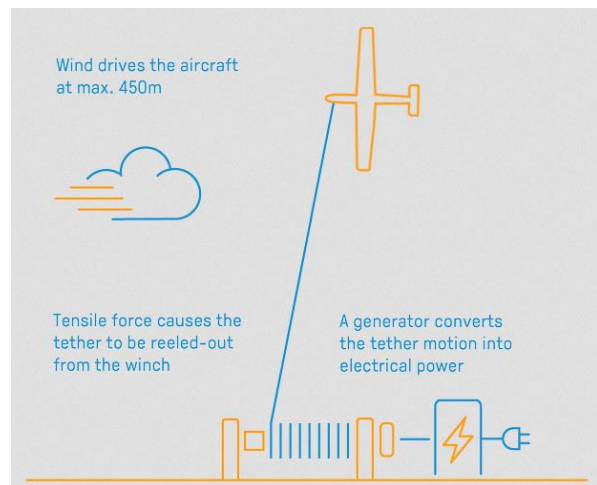 Wind drives the aircraft
at max. 450m
Tensile force causes the
tether to be reeled-out
from the winch
A generator converts
the tether motion into
electrical power